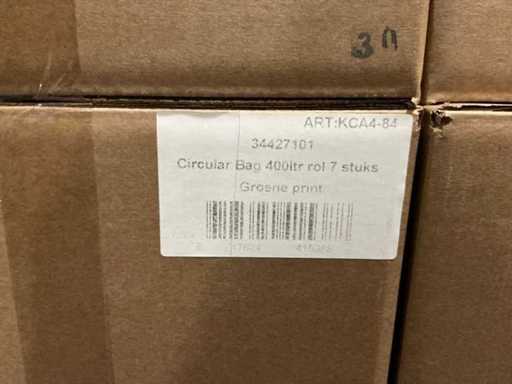 30
ART:KCA4-84
34427101
Circular Bag 400ltr rol 7 stuks
Groene print